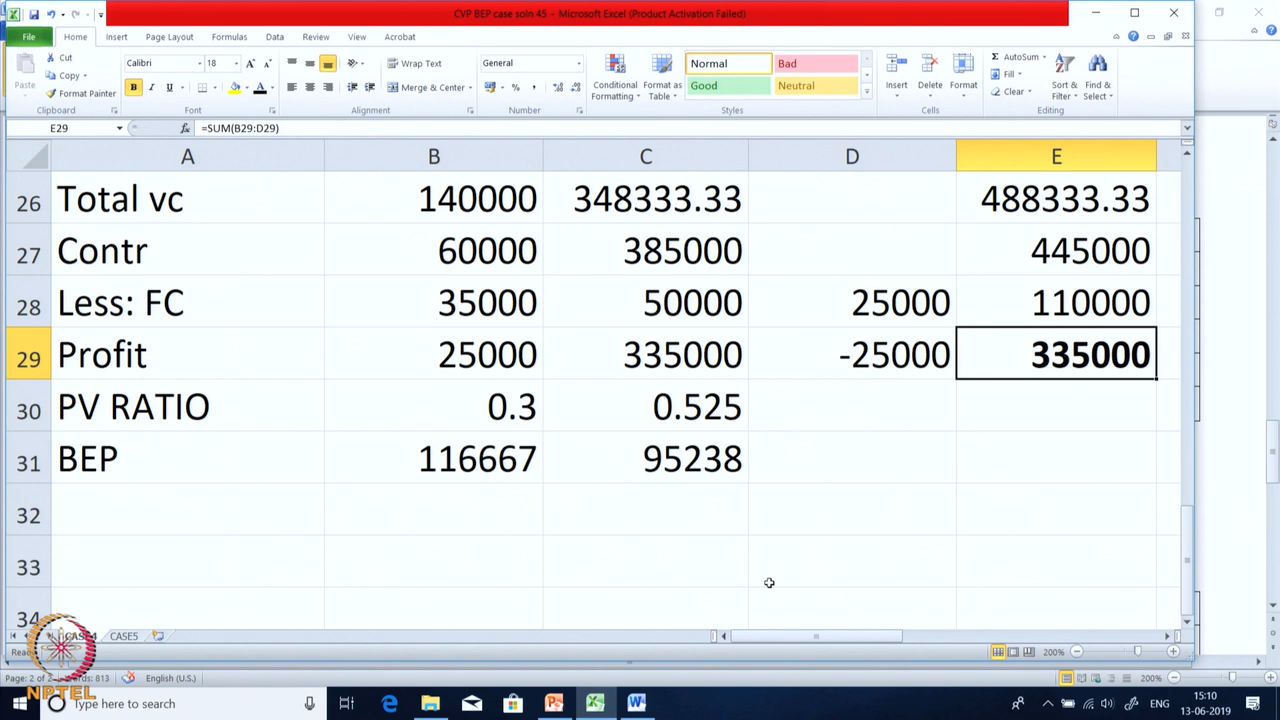 CVP BEP case soln 45 - Microsoft Excel (Product Activation Failed)
File Home Insert Page Layout Formulas Data Review View Acrobat
Paste Cut Copy Format Painter Clipboard
Calibri 18 Font
Wrap Text Merge & Center Alignment
General Number
Conditional Formatting Format as Table Normal Bad Good Neutral Styles
Insert Delete Format Cells
AutoSum Fill Clear Sort & Filter Find & Select Editing
E29 fx =SUM(B29:D29)
A B C D E
26 Total vc 140000 348333.33 488333.33
27 Contr 60000 385000 445000
28 Less: FC 35000 50000 25000 110000
29 Profit 25000 335000 -25000 335000
30 PV RATIO 0.3 0.525
31 BEP 116667 95238
32
33
34
CASE5
200%
Page: 2 of 813 English (U.S.) 200%
NPTEL
Type here to search
ENG 15:10
13-06-2019